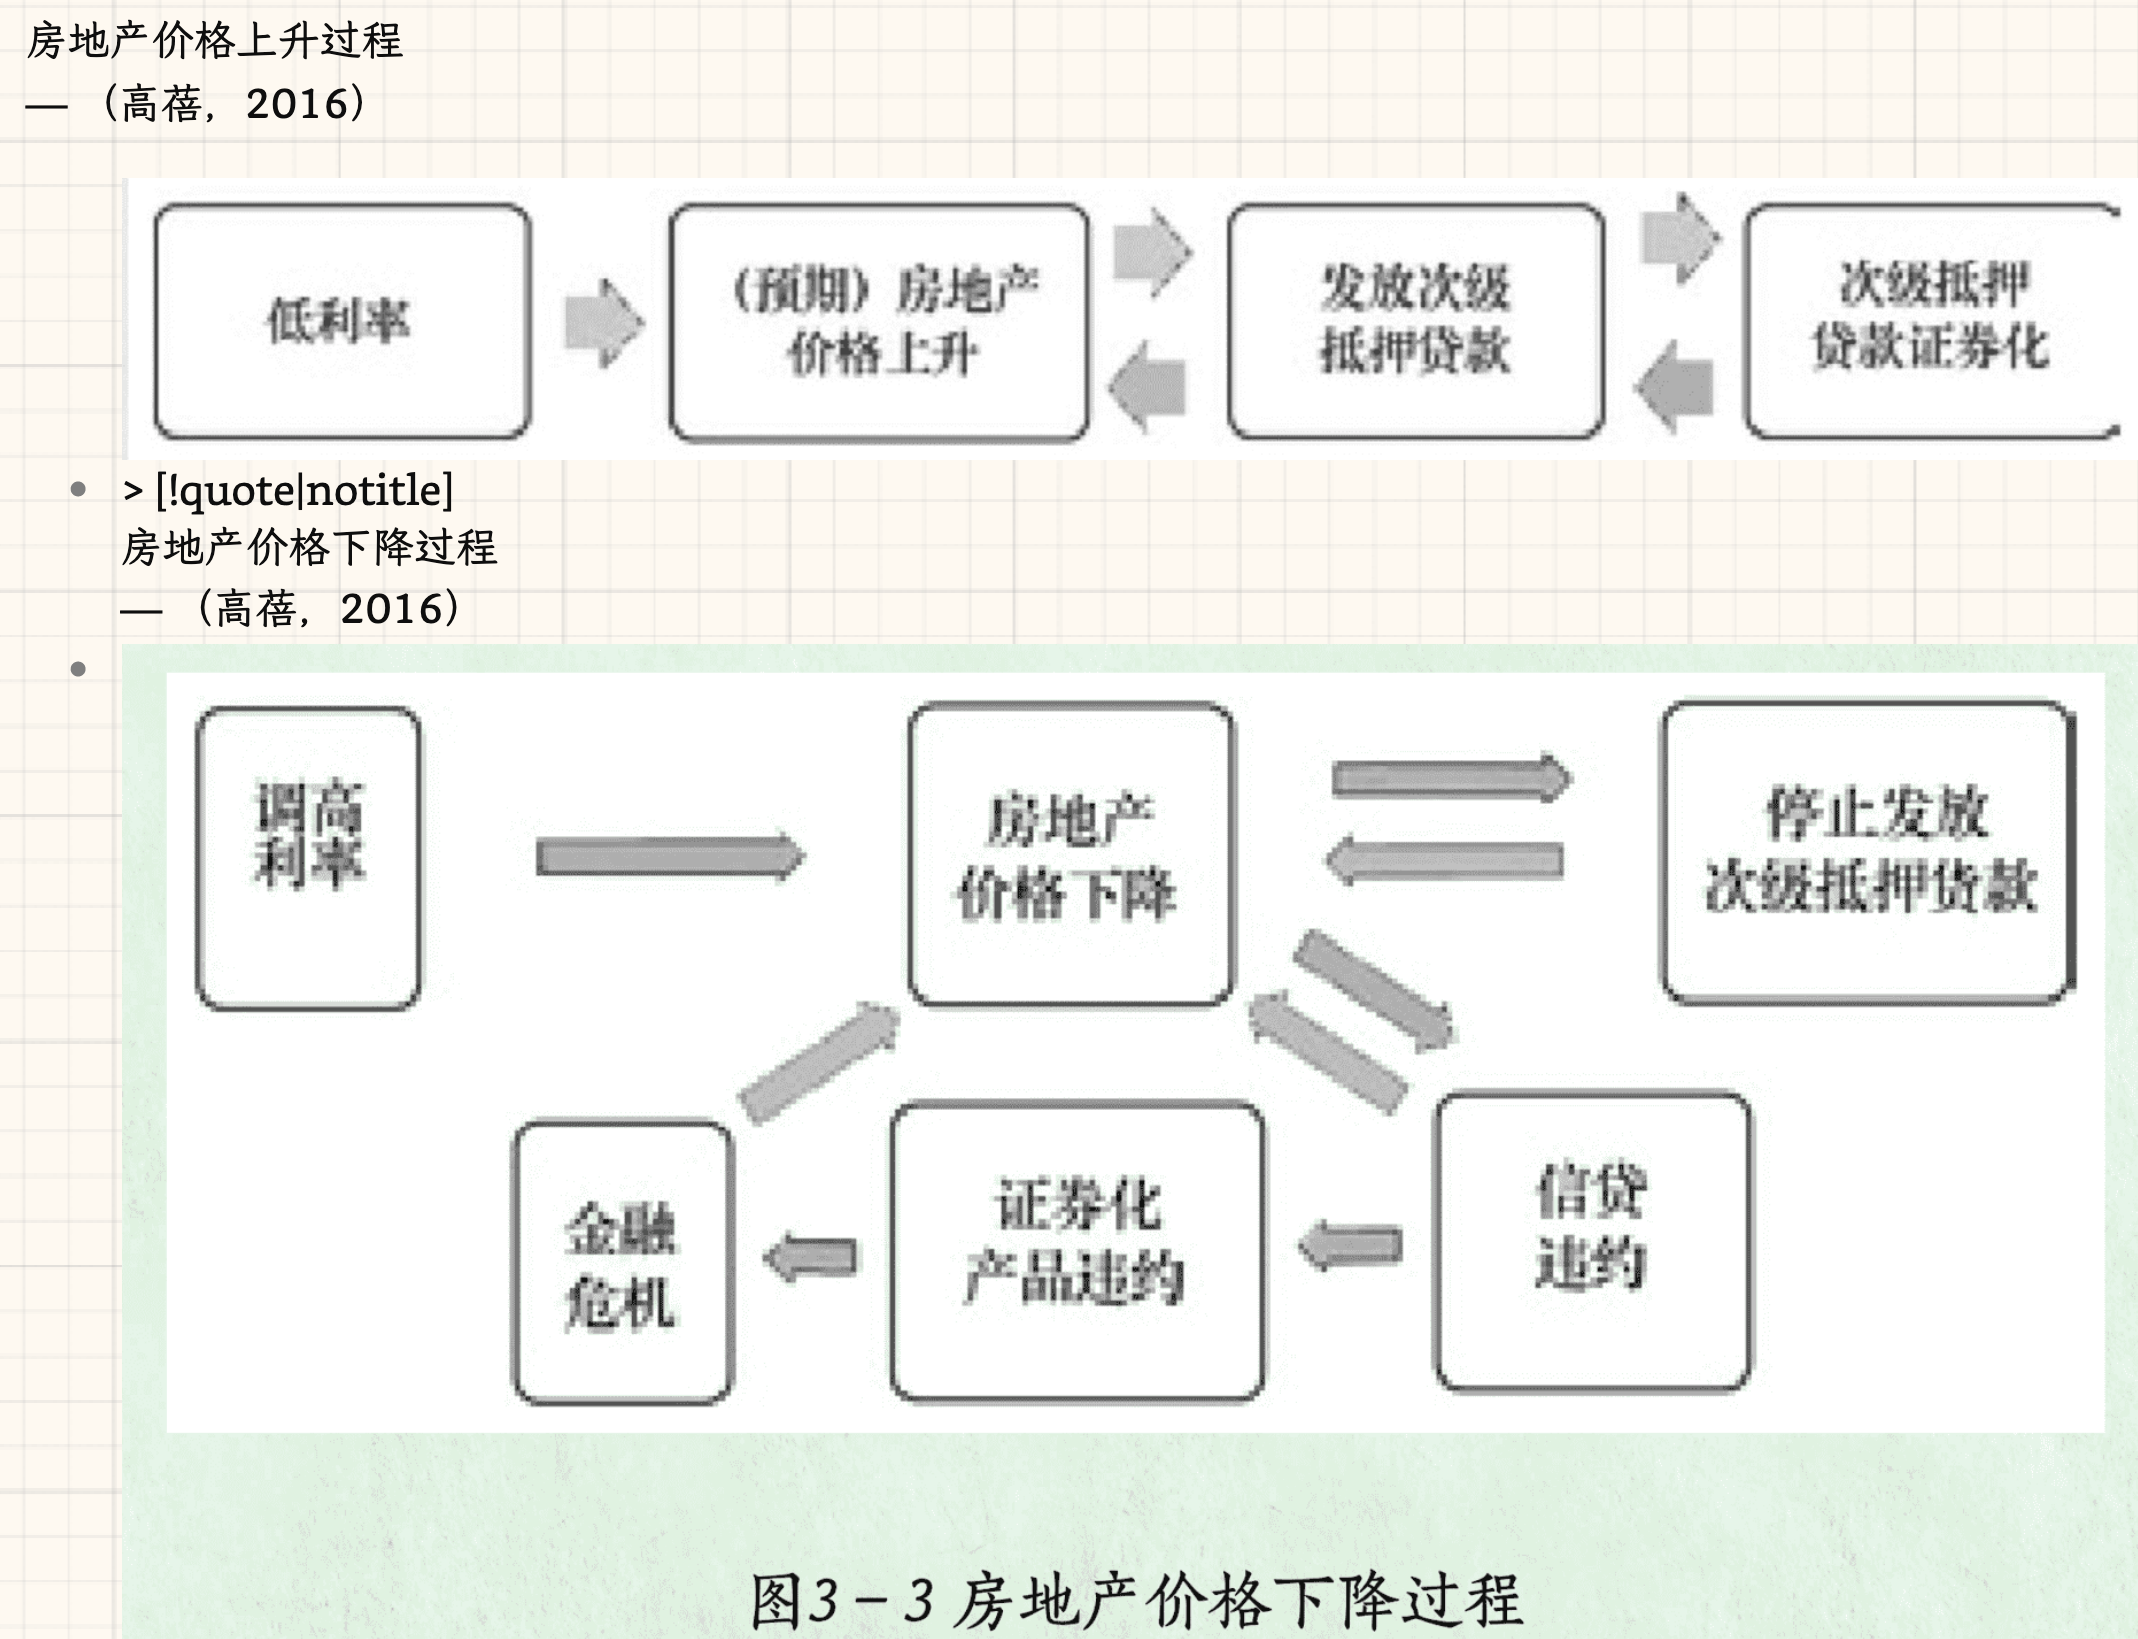 房地产价格上升过程
— （高蓓，2016）
低利率
（预期）房地产
价格上升
发放次级
抵押贷款
次级抵押
贷款证券化
> [!quote|notitle]
房地产价格下降过程
— （高蓓，2016）
调高
利率
房地产
价格下降
停止发放
次级抵押贷款
金融
危机
证券化
产品违约
信贷
违约
图3－3 房地产价格下降过程